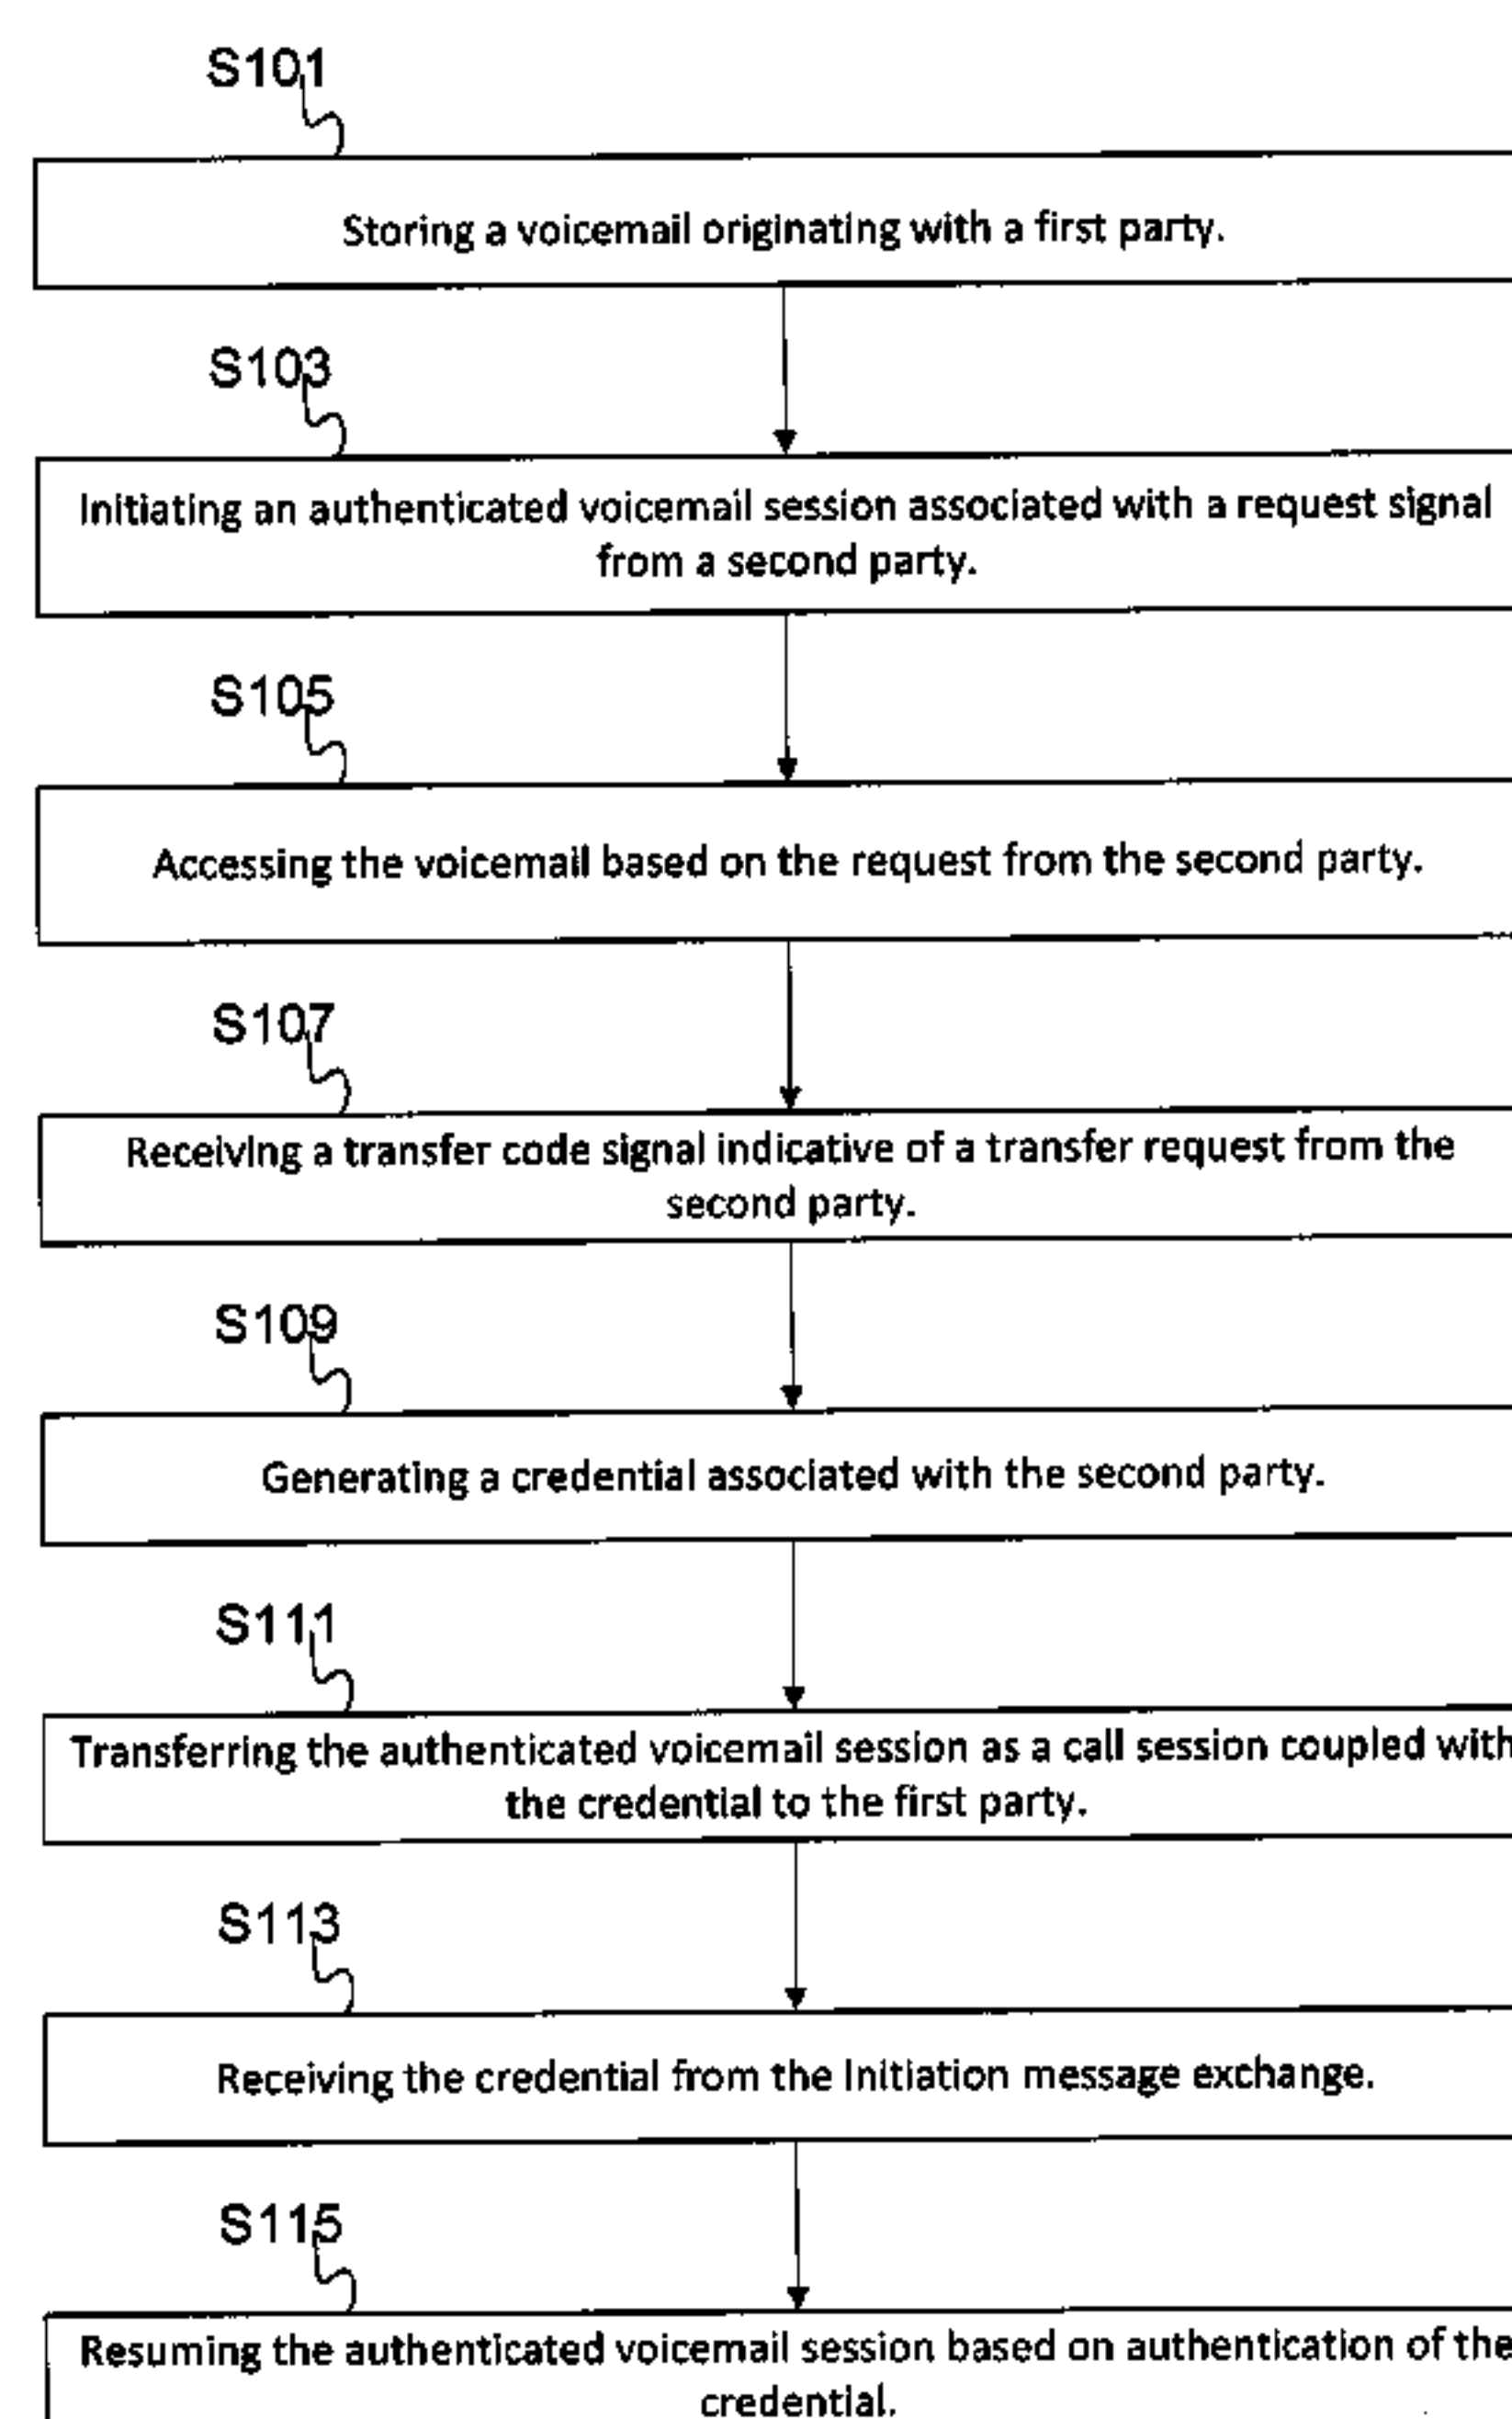 S101
Storing a voicemail originating with a first party.
S103
Initiating an authenticated voicemail session associated with a request signal
from a second party.
S105
Accessing the voicemail based on the request from the second party.
S107
Receiving a transfer code signal indicative of a transfer request from the
second party.
S109
Generating a credential associated with the second party.
S111
Transferring the authenticated voicemail session as a call session coupled with
the credential to the first party.
S113
Receiving the credential from the Initiation message exchange.
S115
Resuming the authenticated voicemail session based on authentication of the
credential.